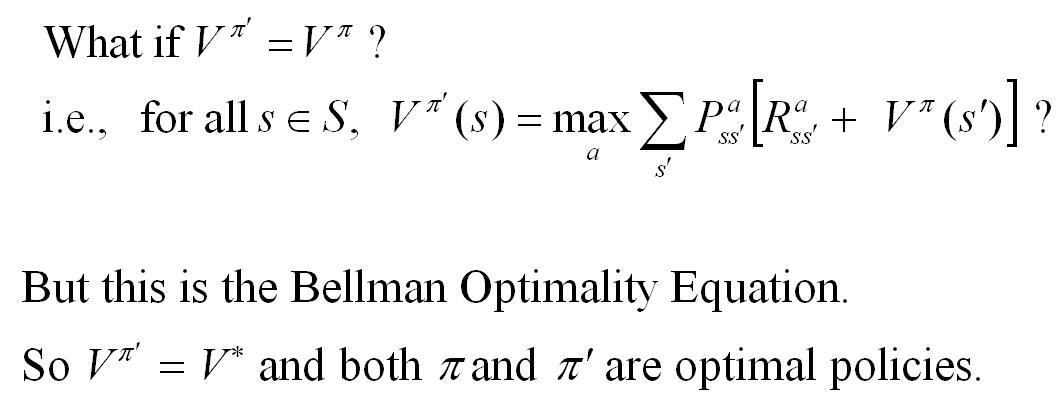 What if V^π′ = V^π ?
i.e., for all s ∈ S, V^π′(s) = max_a ∑_s′ P^a_ss′ [R^a_ss′ + V^π(s′)] ?
But this is the Bellman Optimality Equation.
So V^π′ = V* and both π and π′ are optimal policies.